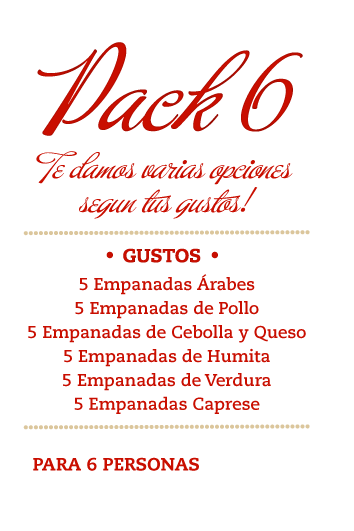 Pack 6
Te damos varias opciones
segun tus gustos!
• GUSTOS •
5 Empanadas Árabes
5 Empanadas de Pollo
5 Empanadas de Cebolla y Queso
5 Empanadas de Humita
5 Empanadas de Verdura
5 Empanadas Caprese
PARA 6 PERSONAS